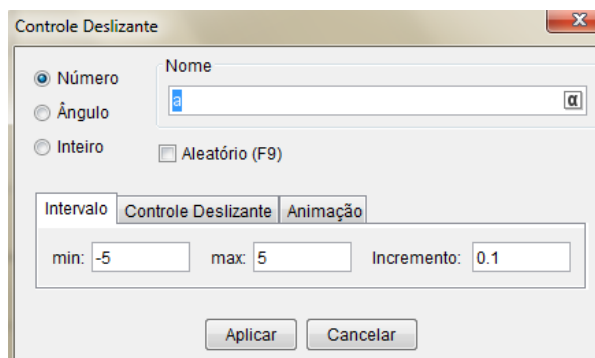 Controle Deslizante
X
Número
Ângulo
Inteiro
Nome
a
α
Aleatório (F9)
Intervalo Controle Deslizante Animação
min: -5 max: 5 Incremento: 0.1
Aplicar Cancelar